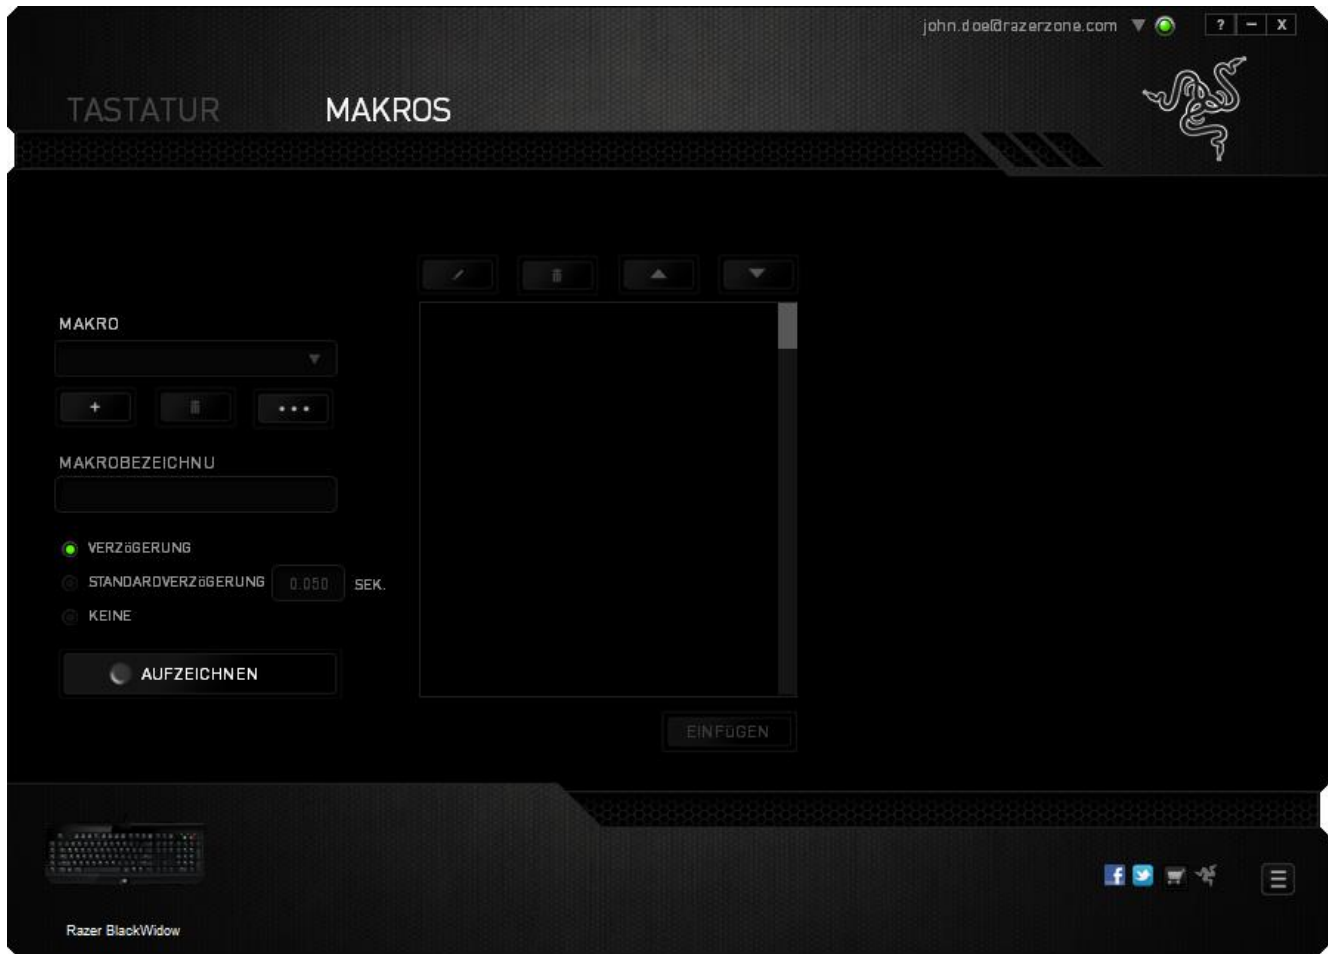 john.doe@razerzone.com
? – X
TASTATUR MAKROS
MAKRO
+
•••
MAKROBEZEICHNU
VERZöGERUNG
STANDARDVERZöGERUNG 0.050 SEK.
KEINE
AUFZEICHNEN
EINFüGEN
f
Razer BlackWidow